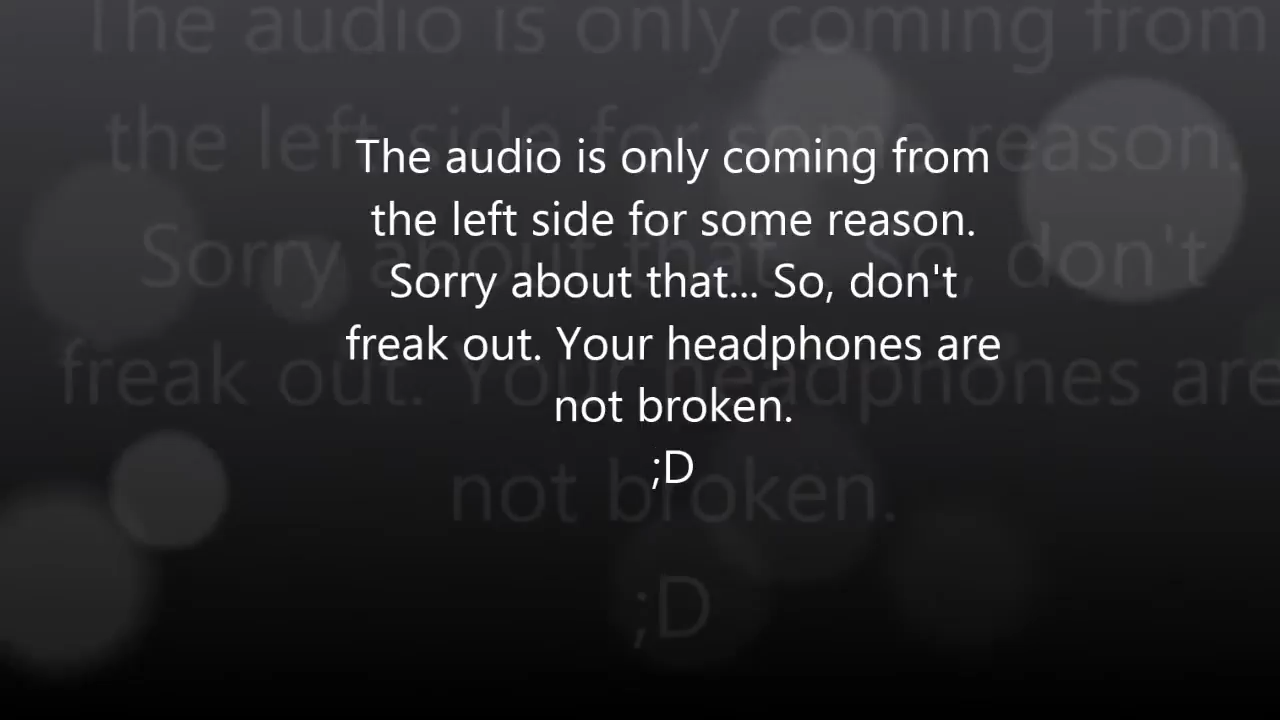 The audio is only coming from
the left side for some reason.
Sorry about that... So, don't
freak out. Your headphones are
not broken.
;D